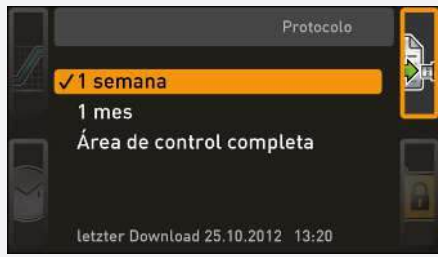 Protocolo
✓1 semana
1 mes
Área de control completa
letzter Download 25.10.2012 13:20